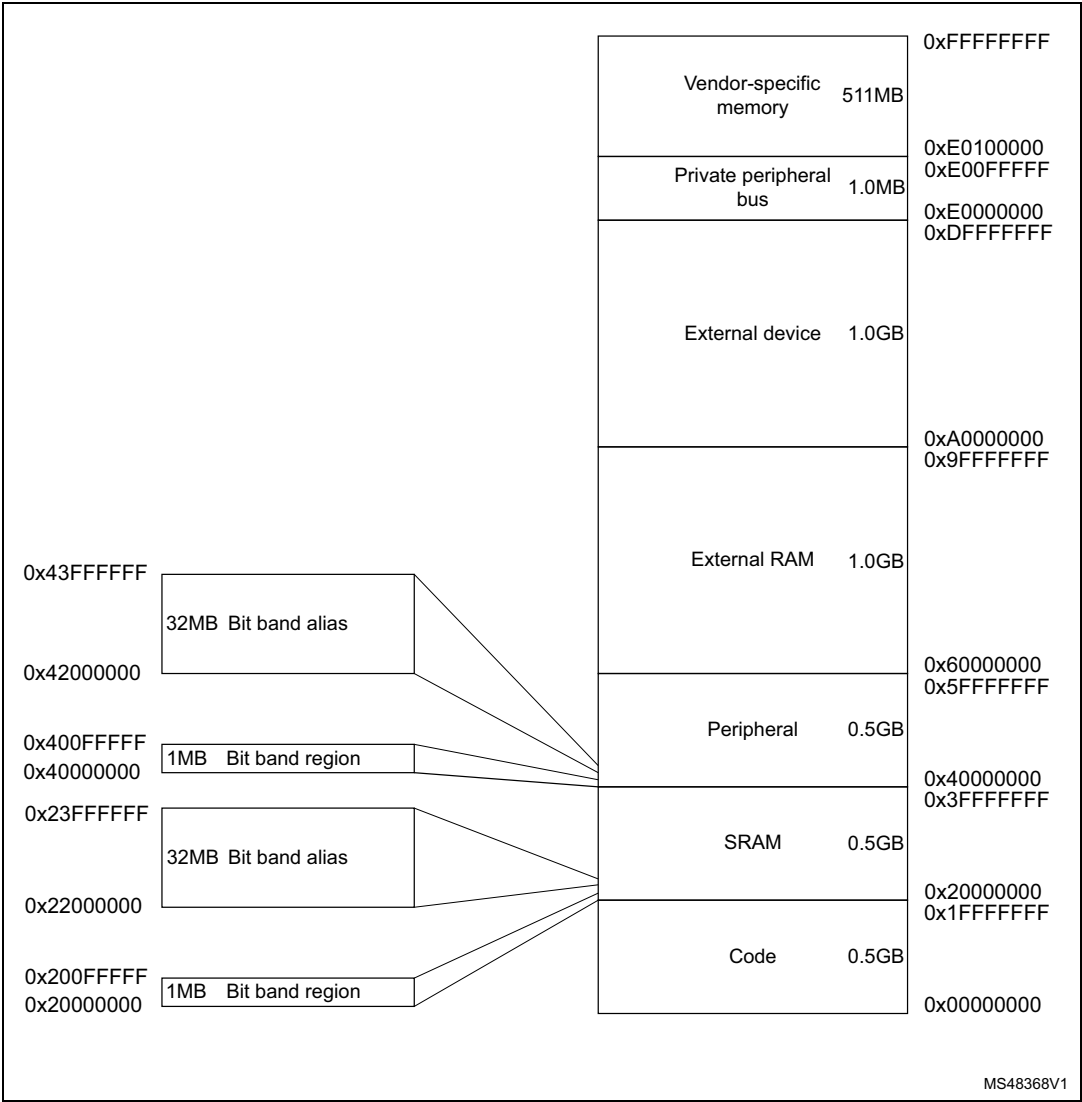 0xFFFFFFFF
Vendor-specific
memory
511MB
0xE0100000
0xE00FFFFF
Private peripheral
bus
1.0MB
0xE0000000
0xDFFFFFFF
External device 1.0GB
0xA0000000
0x9FFFFFFF
External RAM 1.0GB
0x60000000
0x5FFFFFFF
Peripheral 0.5GB
0x40000000
0x3FFFFFFF
SRAM 0.5GB
0x20000000
0x1FFFFFFF
Code 0.5GB
0x00000000
0x43FFFFFF
32MB Bit band alias
0x42000000
0x400FFFFF
1MB Bit band region
0x40000000
0x23FFFFFF
32MB Bit band alias
0x22000000
0x200FFFFF
1MB Bit band region
0x20000000
MS48368V1